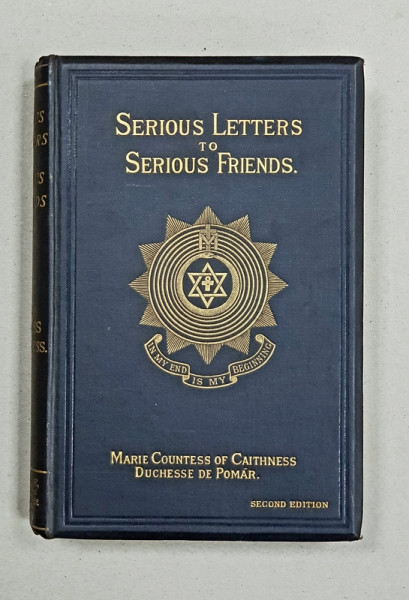 SERIOUS LETTERS
TO
SERIOUS FRIENDS.
IN MY END
IS MY
BEGINNING
MARIE COUNTESS OF CAITHNESS
DUCHESSE DE POMÁR.
SECOND EDITION